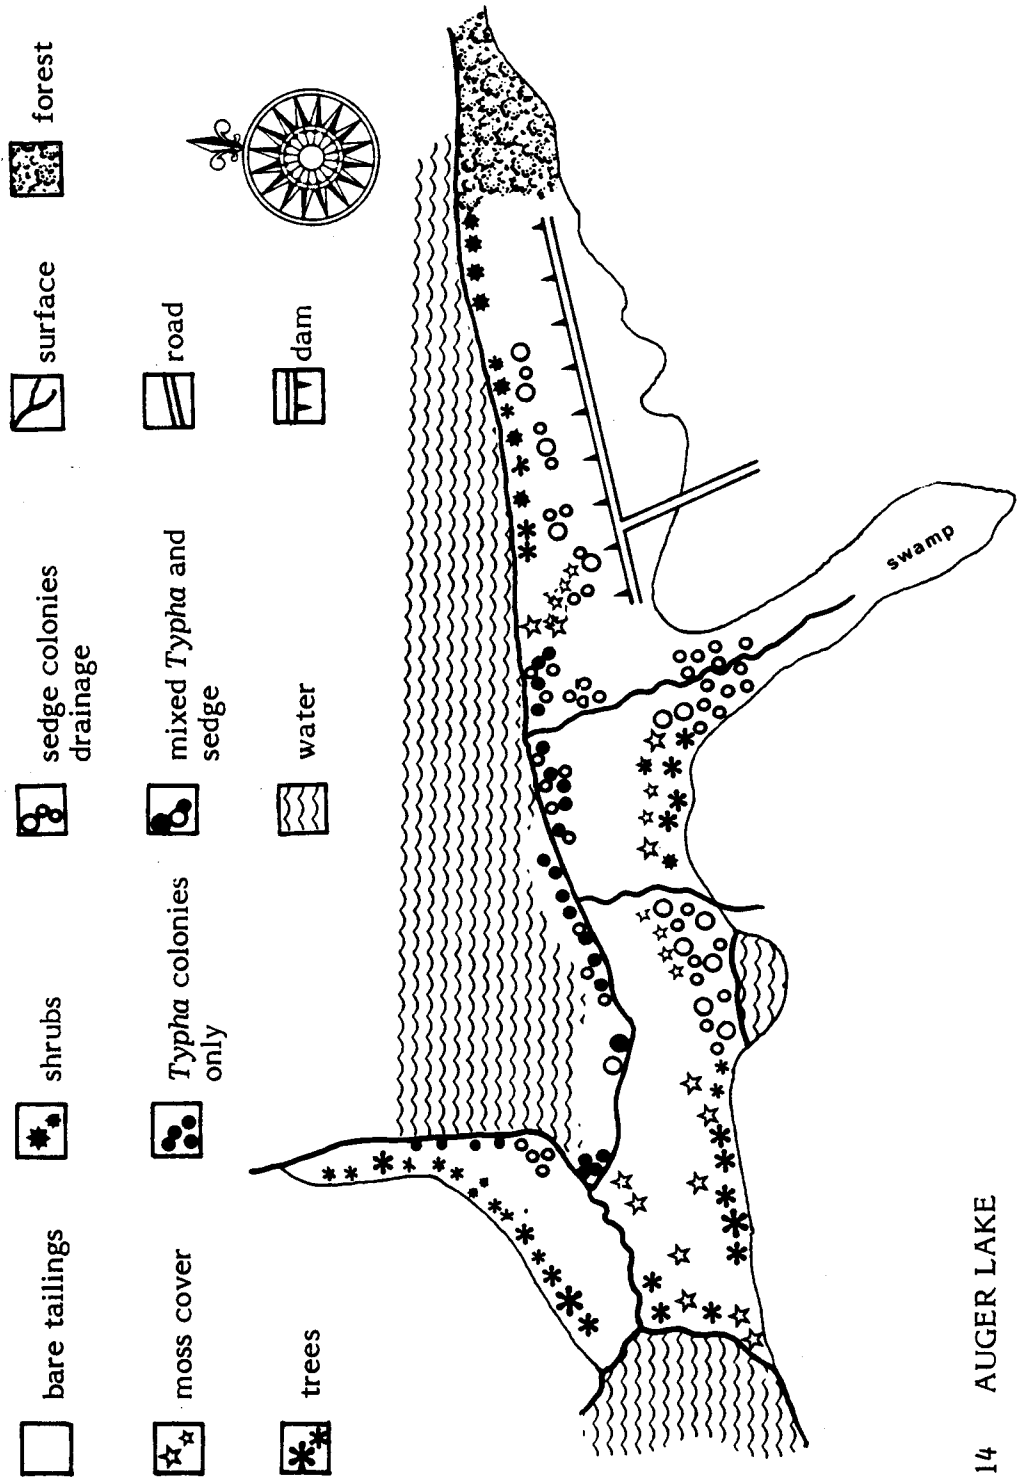 bare tailings
shrubs
sedge colonies
drainage
surface
forest
moss cover
Typha colonies
only
mixed Typha and
sedge
road
trees
water
dam
swamp
14 AUGER LAKE